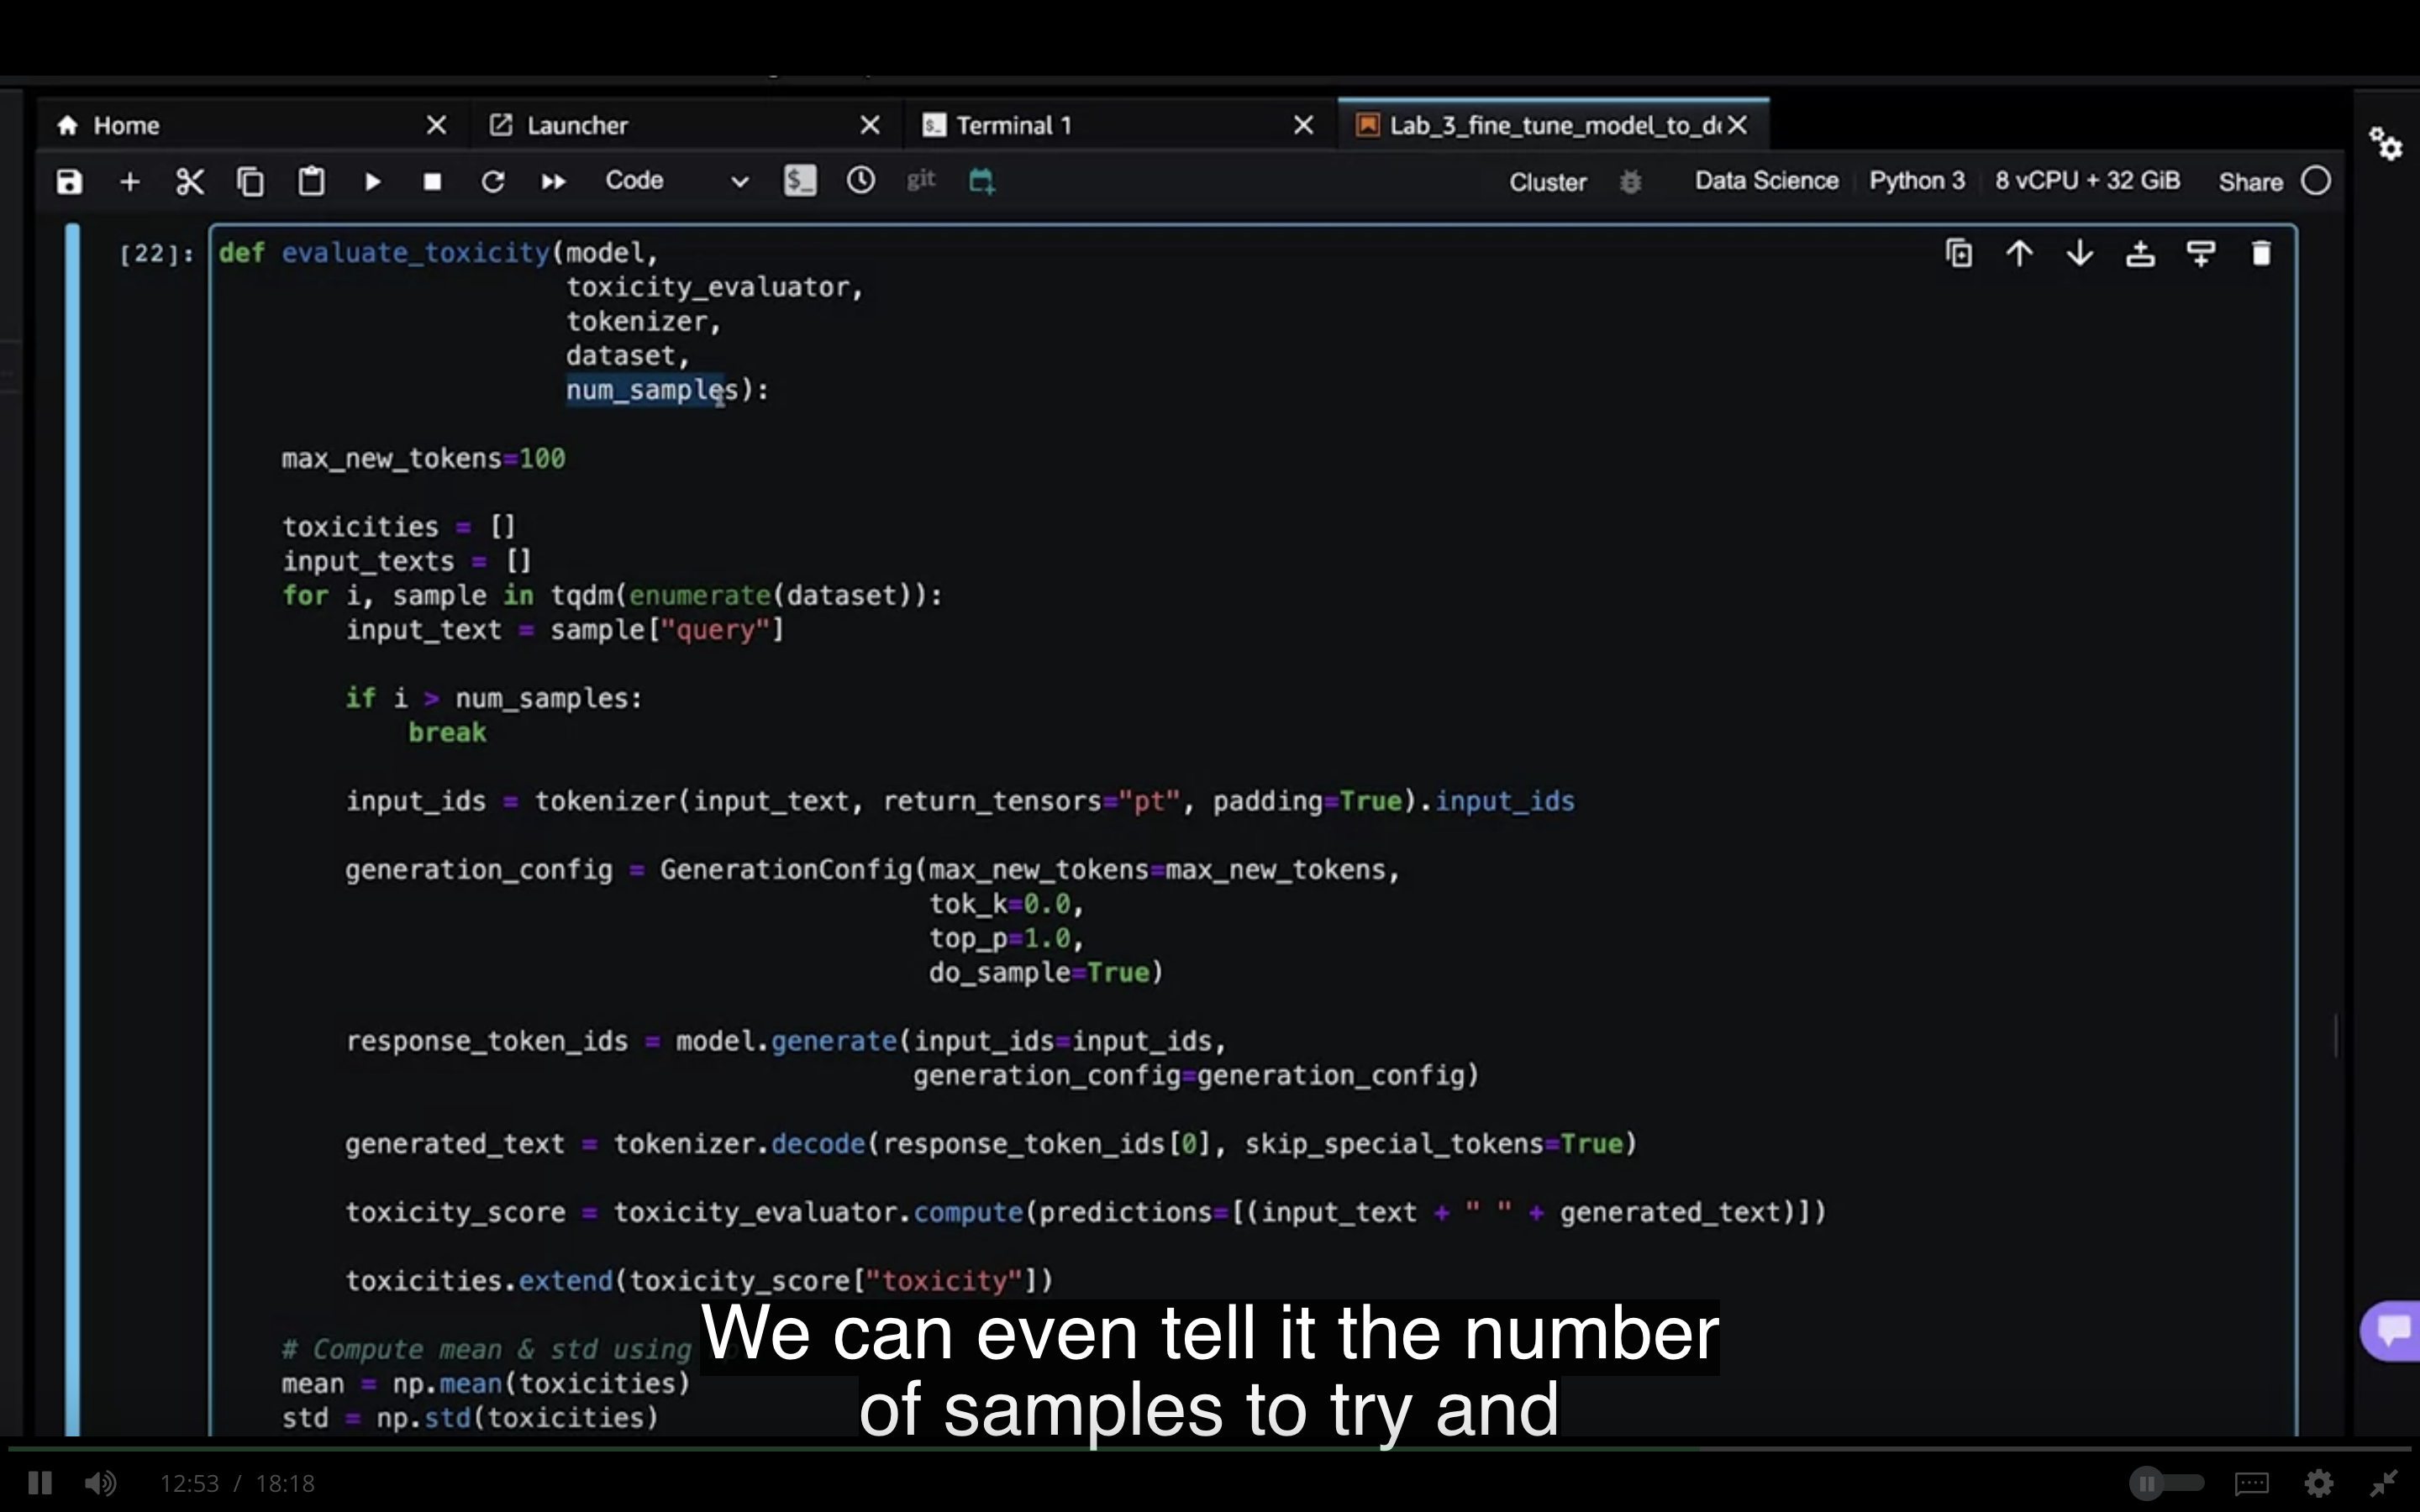 Home
Launcher
Terminal 1
Lab_3_fine_tune_model_to_d
Code
git
Cluster
Data Science
Python 3
8 vCPU + 32 GiB
Share
[22]:
def evaluate_toxicity(model,
toxicity_evaluator,
tokenizer,
dataset,
num_samples):
max_new_tokens=100
toxicities = []
input_texts = []
for i, sample in tqdm(enumerate(dataset)):
input_text = sample["query"]
if i > num_samples:
break
input_ids = tokenizer(input_text, return_tensors="pt", padding=True).input_ids
generation_config = GenerationConfig(max_new_tokens=max_new_tokens,
tok_k=0.0,
top_p=1.0,
do_sample=True)
response_token_ids = model.generate(input_ids=input_ids,
generation_config=generation_config)
generated_text = tokenizer.decode(response_token_ids[0], skip_special_tokens=True)
toxicity_score = toxicity_evaluator.compute(predictions=[(input_text + " " + generated_text)])
toxicities.extend(toxicity_score["toxicity"])
# Compute mean & std using
mean = np.mean(toxicities)
std = np.std(toxicities)
We can even tell it the number
of samples to try and
12:53 / 18:18